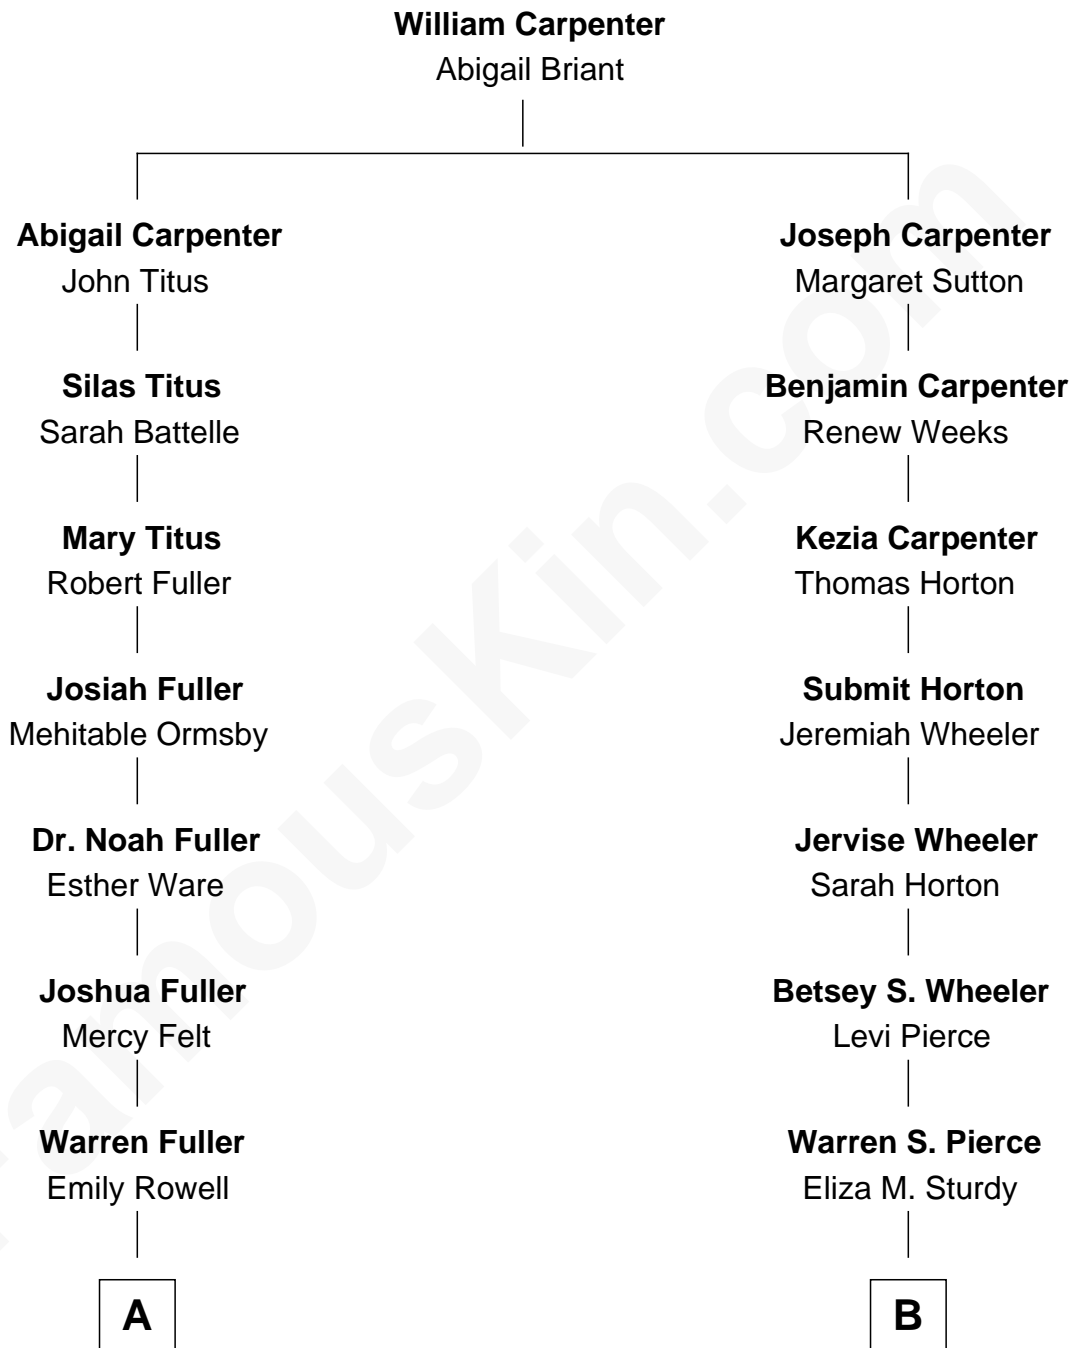 William Carpenter
Abigail Briant
Abigail Carpenter
John Titus
Silas Titus
Sarah Battelle
Mary Titus
Robert Fuller
Josiah Fuller
Mehitable Ormsby
Dr. Noah Fuller
Esther Ware
Joshua Fuller
Mercy Felt
Warren Fuller
Emily Rowell
A
Joseph Carpenter
Margaret Sutton
Benjamin Carpenter
Renew Weeks
Kezia Carpenter
Thomas Horton
Submit Horton
Jeremiah Wheeler
Jervise Wheeler
Sarah Horton
Betsey S. Wheeler
Levi Pierce
Warren S. Pierce
Eliza M. Sturdy
B
FamousKin.com